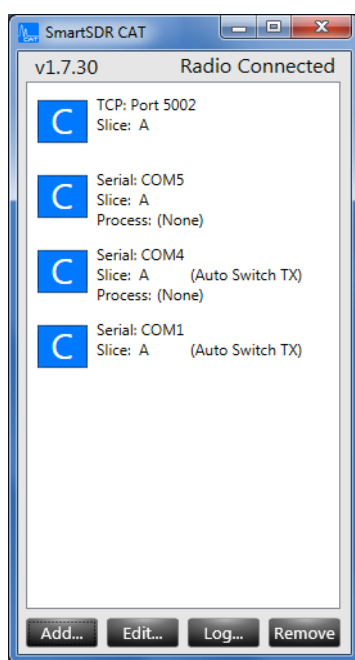 SmartSDR CAT
v1.7.30 Radio Connected
C
TCP: Port 5002
Slice: A
C
Serial: COM5
Slice: A
Process: (None)
C
Serial: COM4
Slice: A (Auto Switch TX)
Process: (None)
C
Serial: COM1
Slice: A (Auto Switch TX)
Add... Edit... Log... Remove